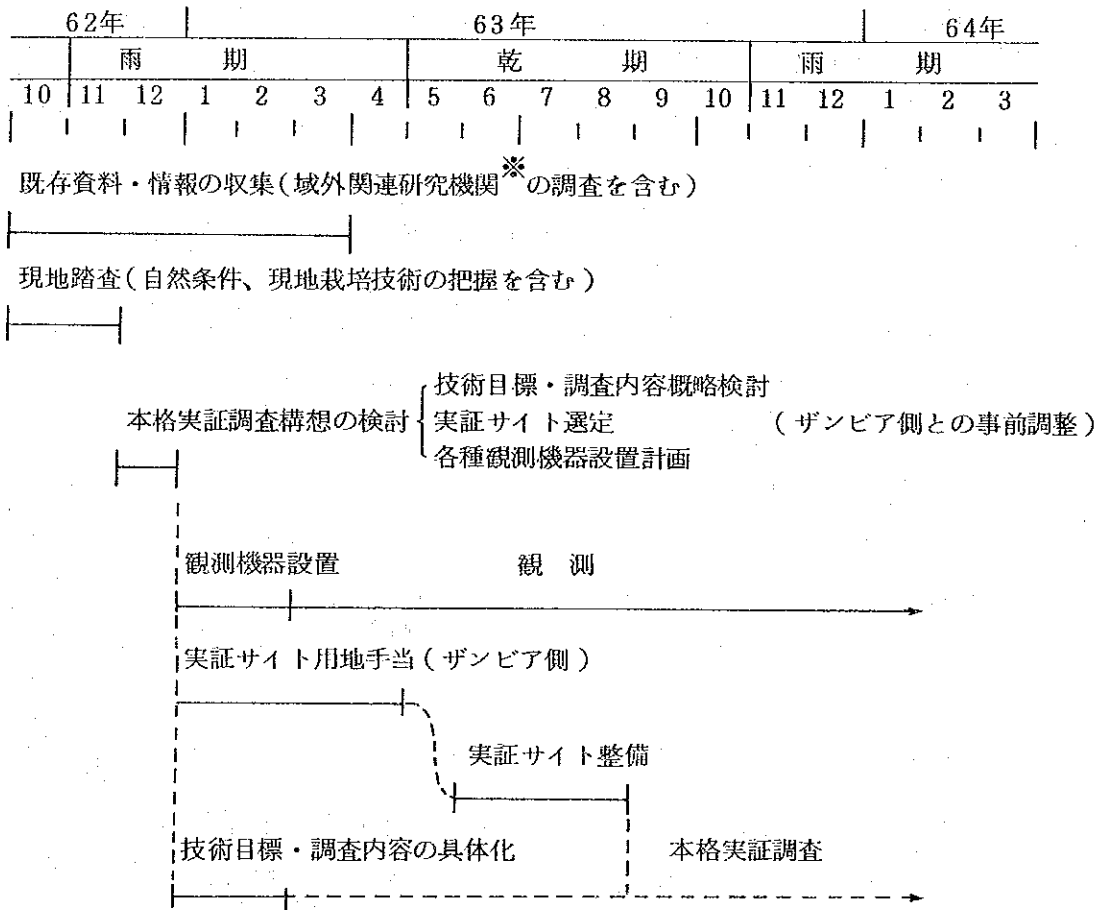 62年 63年 64年
雨期 乾期 雨期
10 11 12 1 2 3 4 5 6 7 8 9 10 11 12 1 2 3
既存資料・情報の収集(域外関連研究機関※の調査を含む)
現地踏査(自然条件、現地栽培技術の把握を含む)
技術目標・調査内容概略検討
本格実証調査構想の検討 実証サイト選定 (ザンビア側との事前調整)
各種観測機器設置計画
観測機器設置 観測
実証サイト用地手当(ザンビア側)
実証サイト整備
技術目標・調査内容の具体化 本格実証調査